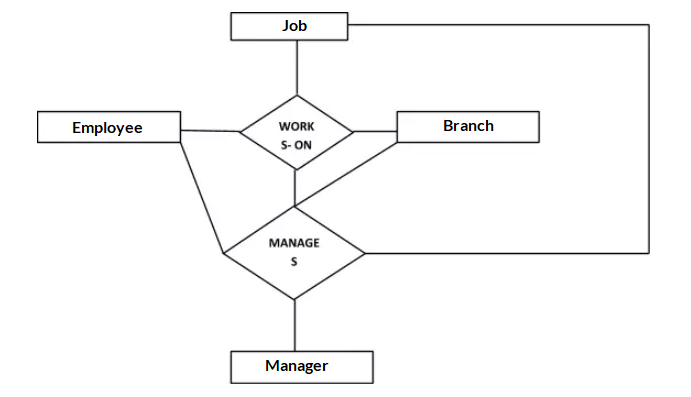 Job
WORK
S- ON
Employee
Branch
MANAGE
S
Manager